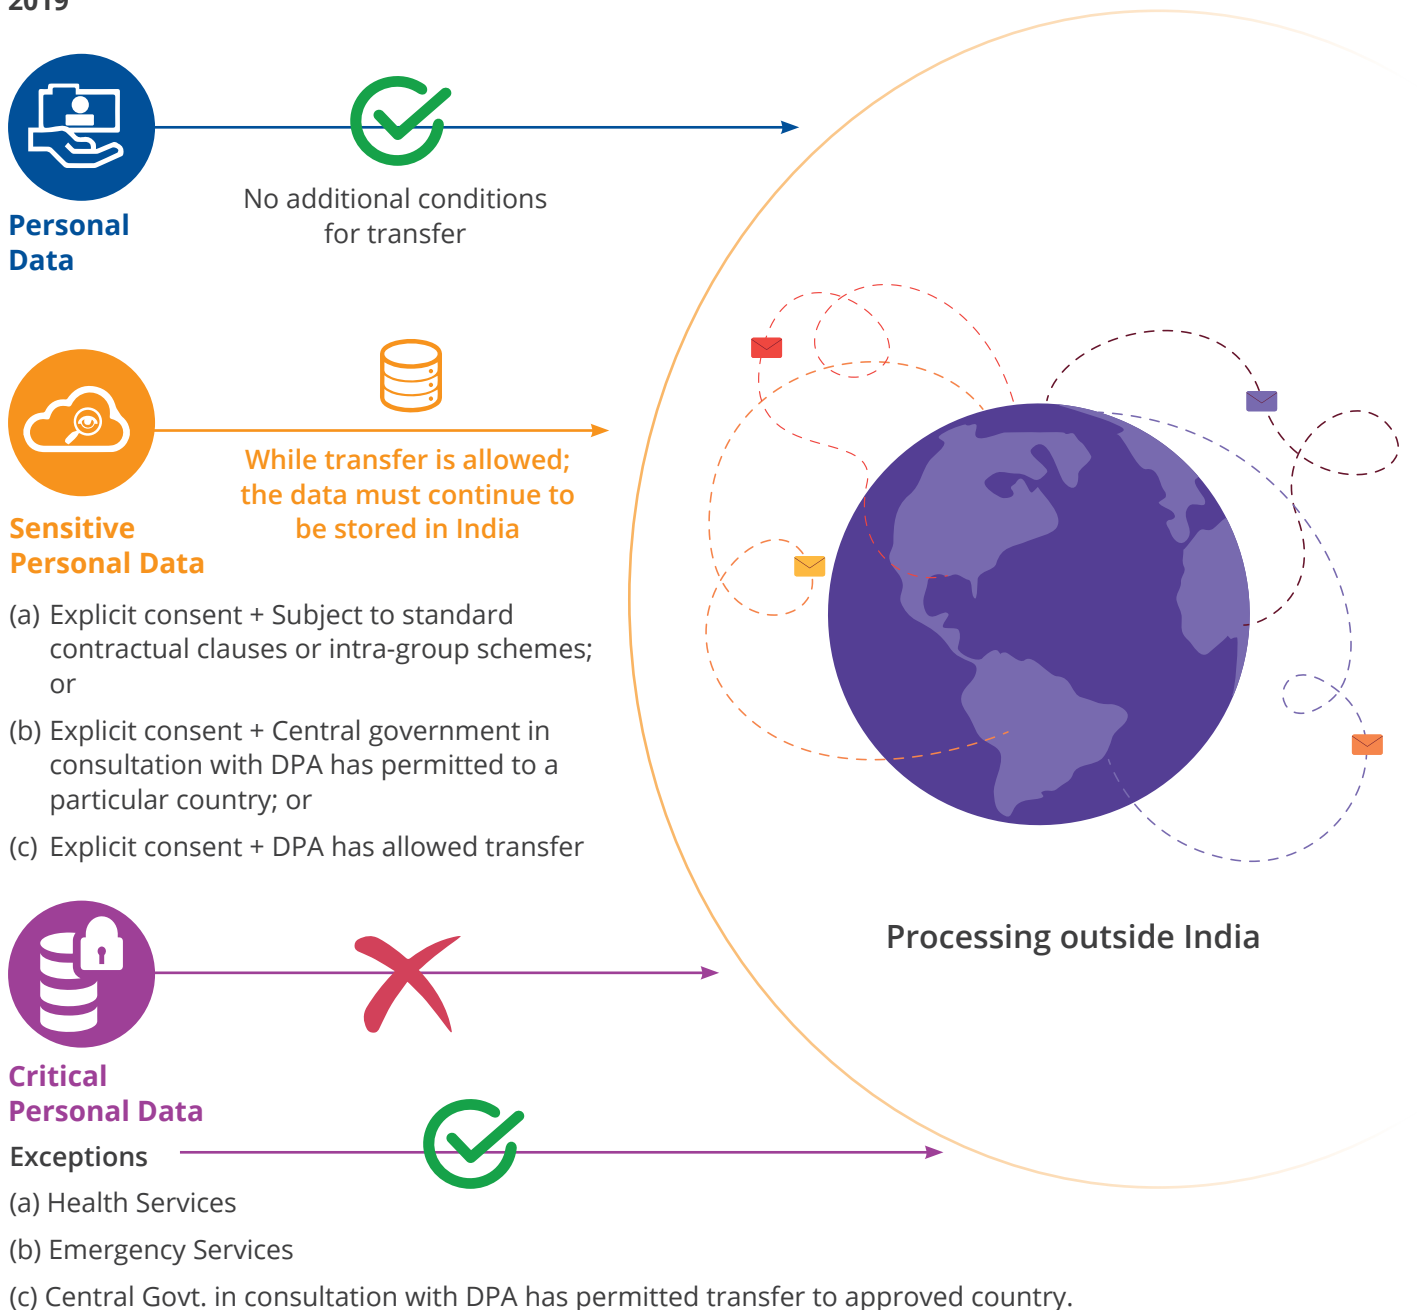 2019
No additional conditions
for transfer
Personal
Data
While transfer is allowed;
the data must continue to
be stored in India
Sensitive
Personal Data
(a) Explicit consent + Subject to standard
contractual clauses or intra-group schemes;
or
(b) Explicit consent + Central government in
consultation with DPA has permitted to a
particular country; or
(c) Explicit consent + DPA has allowed transfer
Processing outside India
Critical
Personal Data
Exceptions
(a) Health Services
(b) Emergency Services
(c) Central Govt. in consultation with DPA has permitted transfer to approved country.